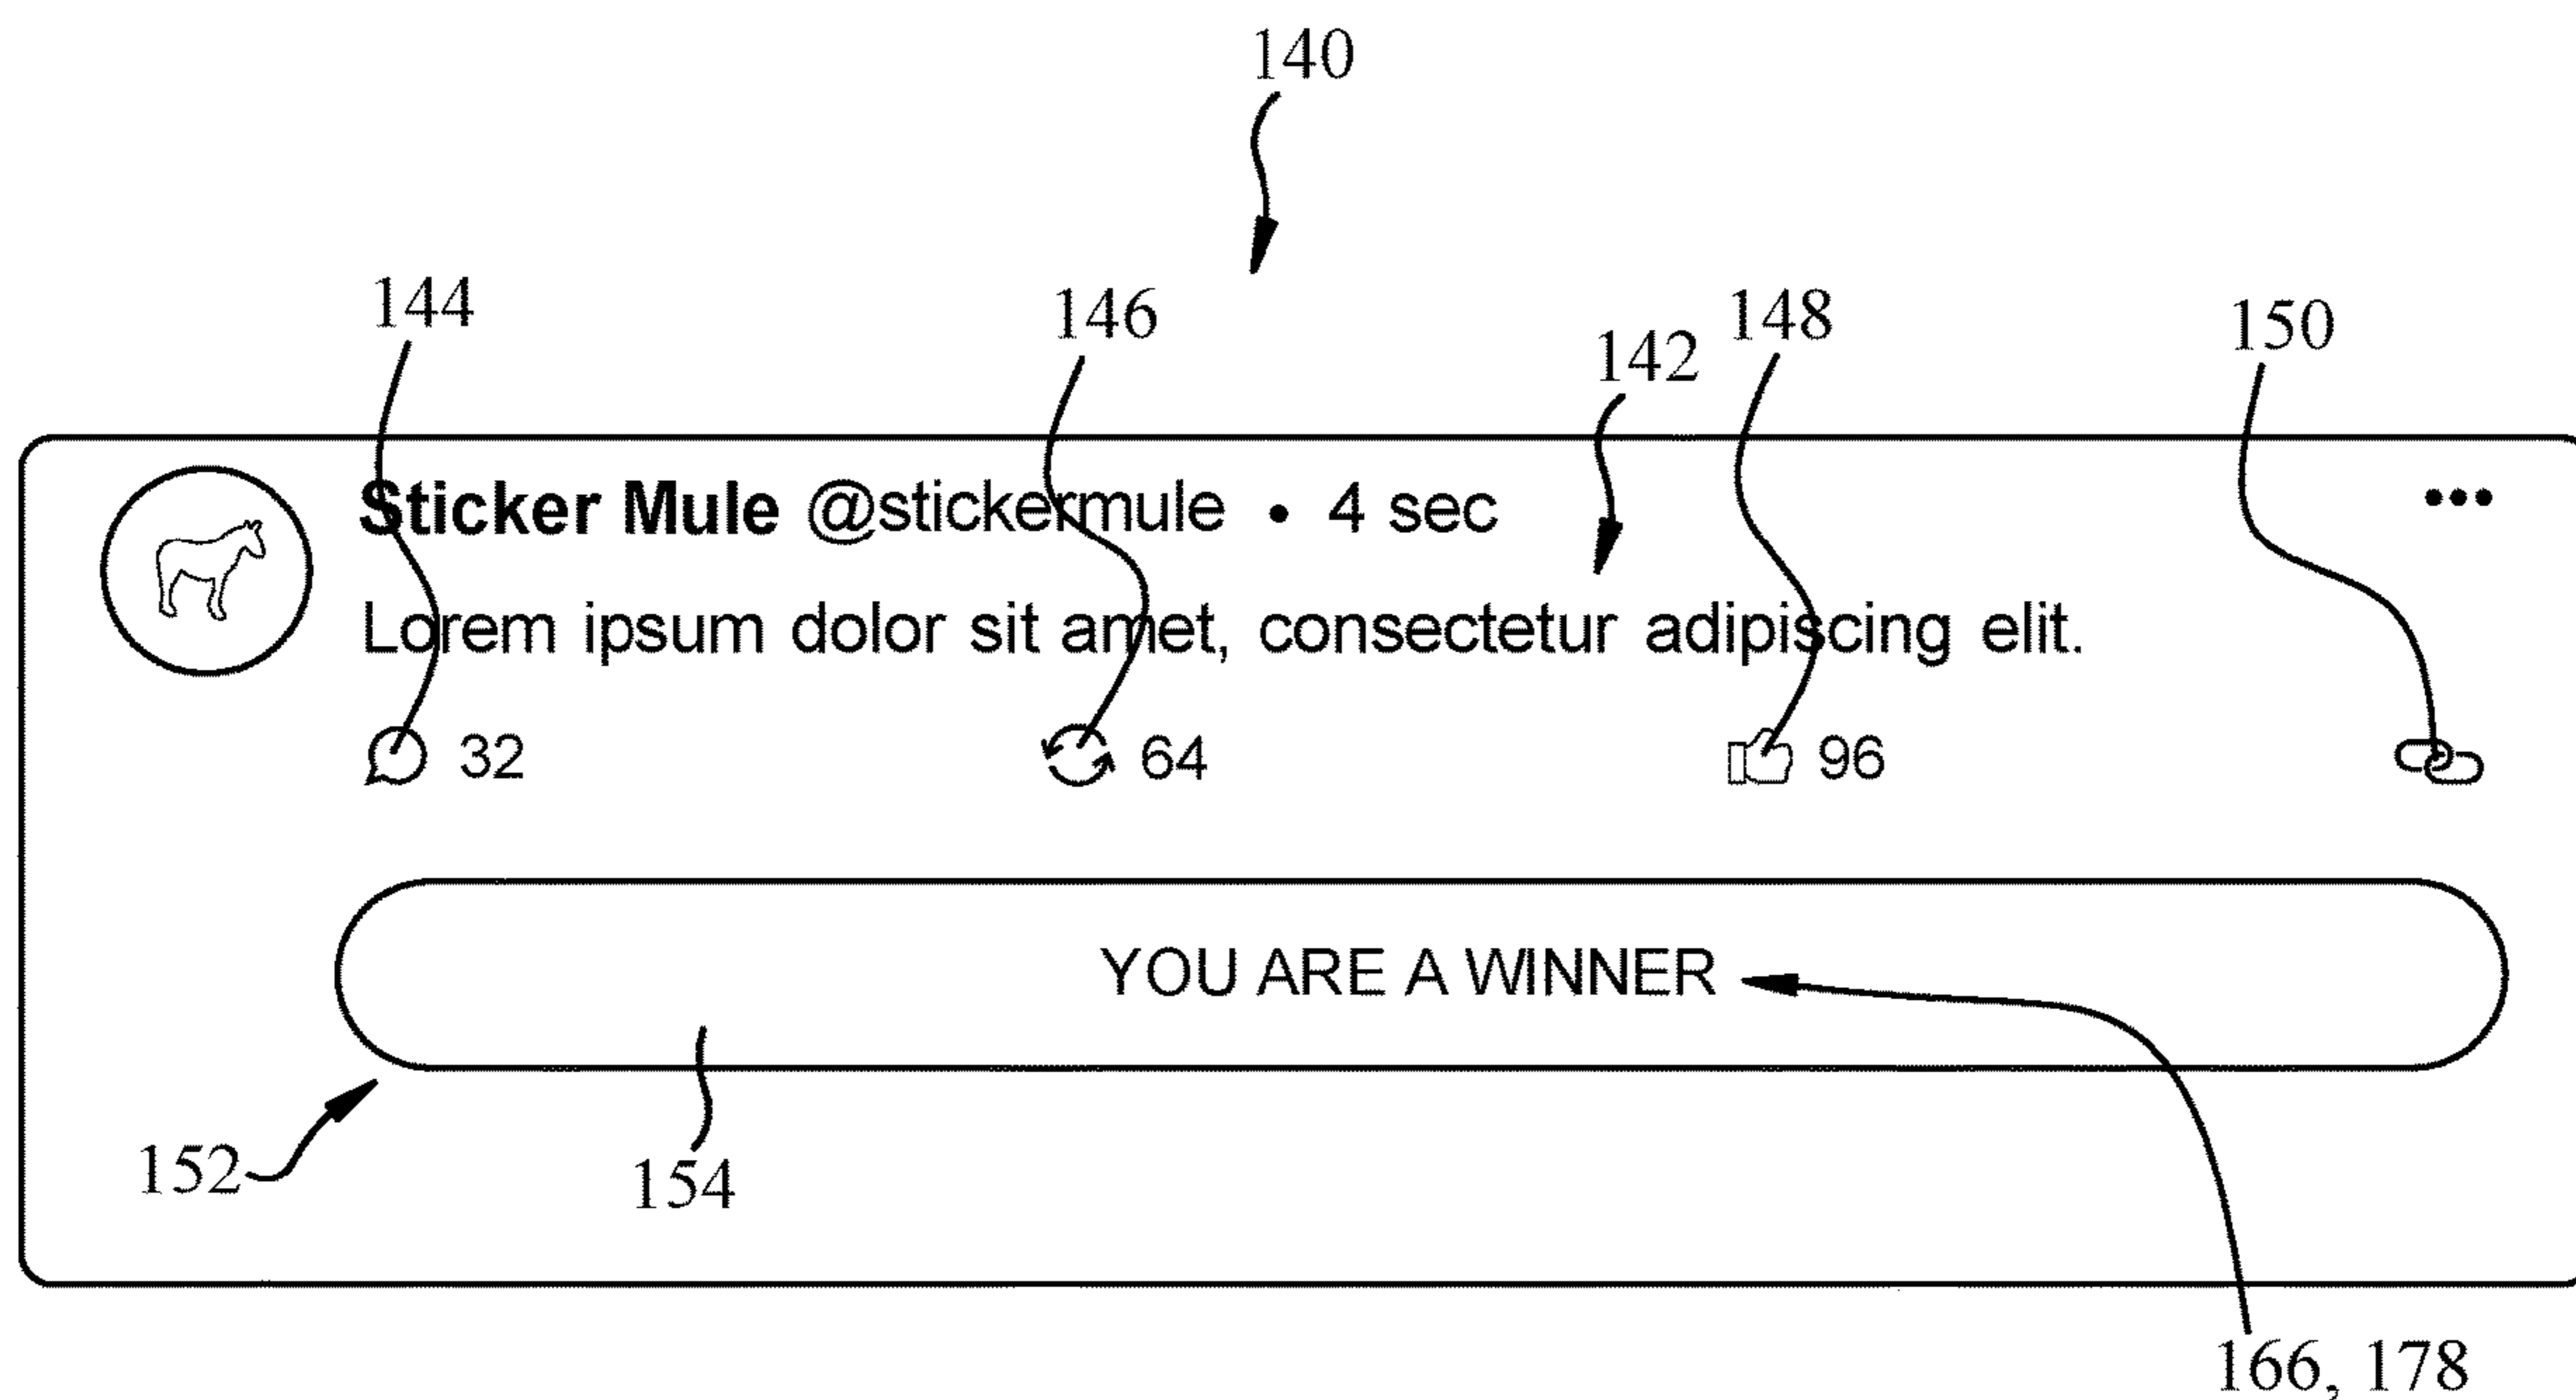 140
144 146 142 148 150
Sticker Mule @stickermule • 4 sec •••
Lorem ipsum dolor sit amet, consectetur adipiscing elit.
32 64 96
YOU ARE A WINNER
152 154
166, 178